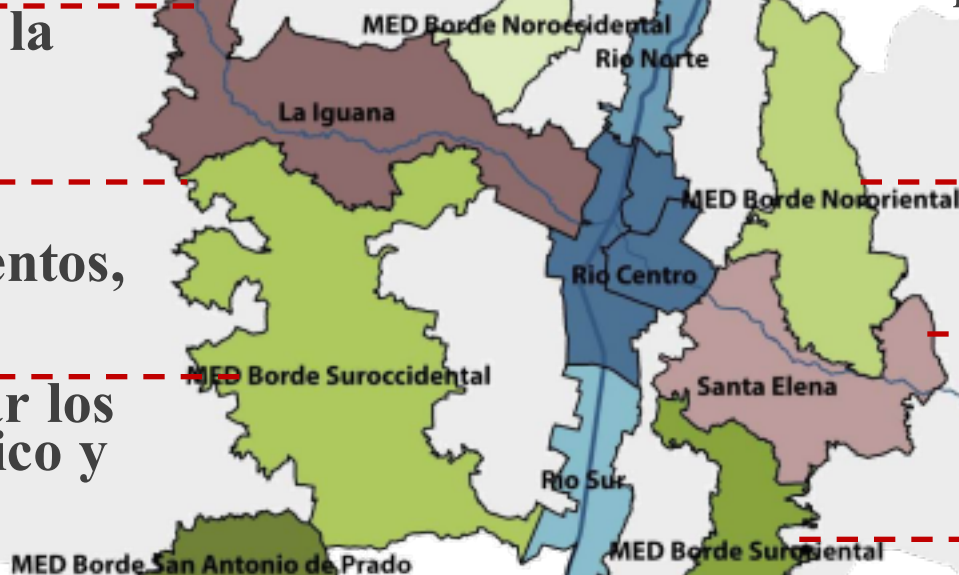 la
entos,
ar los
ico y
MED Borde Noroccidental
Rio Norte
La Iguana
MED Borde Nororiental
Rio Centro
MED Borde Suroccidental
Santa Elena
Rio Sur
MED Borde Suroriental
MED Borde San Antonio de Prado